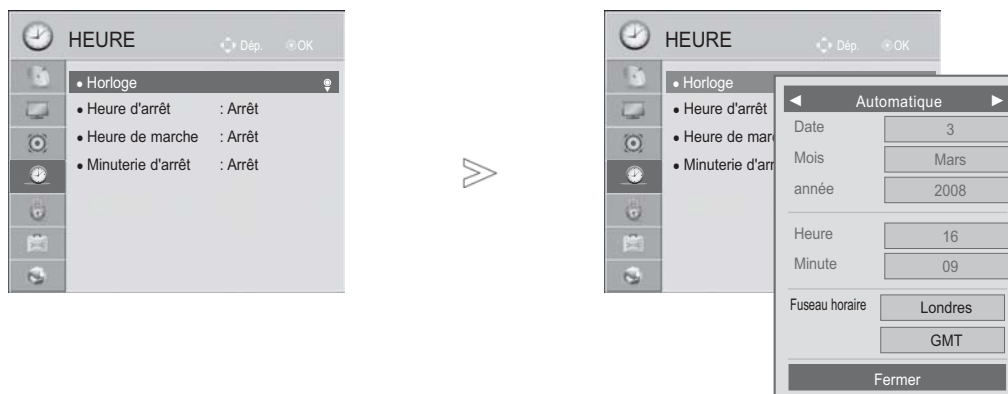 HEURE
Dép.
OK
• Horloge
• Heure d'arrêt : Arrêt
• Heure de marche : Arrêt
• Minuterie d'arrêt : Arrêt
HEURE
Dép.
OK
• Horloge
• Heure d'arrêt
• Heure de mar
• Minuterie d'arr
◄ Automatique ►
Date 3
Mois Mars
année 2008
Heure 16
Minute 09
Fuseau horaire Londres
GMT
Fermer